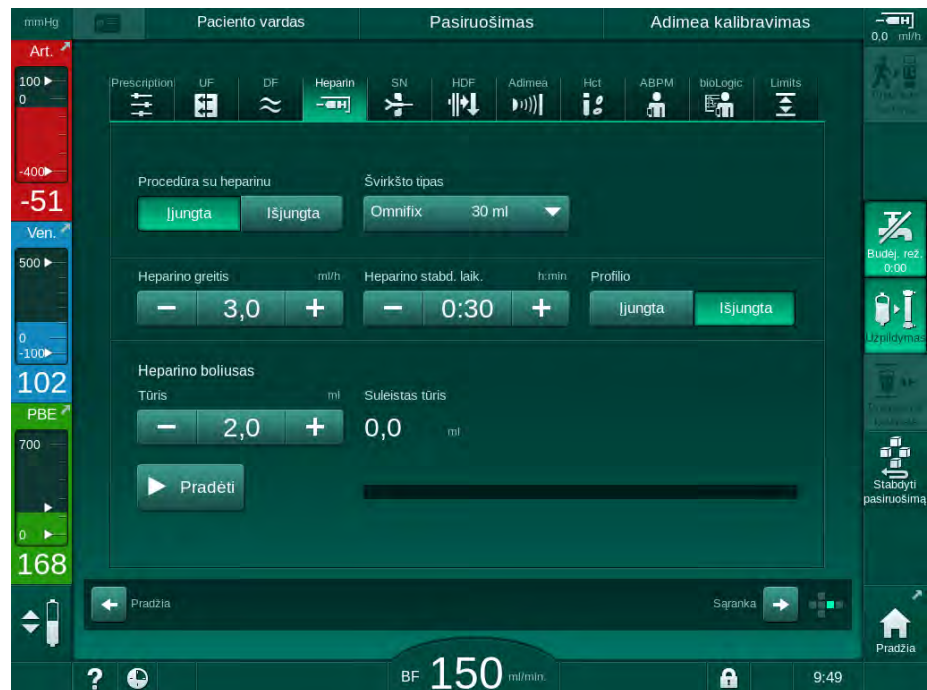 mmHg
Paciento vardas
Pasiruošimas
Adimea kalibravimas
0,0 ml/h
Art.
100
0
-400
-51
Ven.
500
0
-100
102
PBE
700
0
168
Prescription
UF
DF
Heparin
SN
HDF
Adimea
Hct
ABPM
bioLogic
Limits
Procedūra su heparinu
Švirkšto tipas
Įjungta
Išjungta
Omnifix 30 ml
Heparino greitis ml/h
Heparino stabd. laik. h:min
Profilio
− 3,0 +
− 0:30 +
Įjungta
Išjungta
Heparino boliusas
Tūris ml
Suleistas tūris
− 2,0 +
0,0 ml
Pradėti
Pradžia
Sąranka
Budėj. rež.
0:00
Užpildymas
Stabdyti
pasiruošimą
Pradžia
?
BF 150 ml/min.
9:49